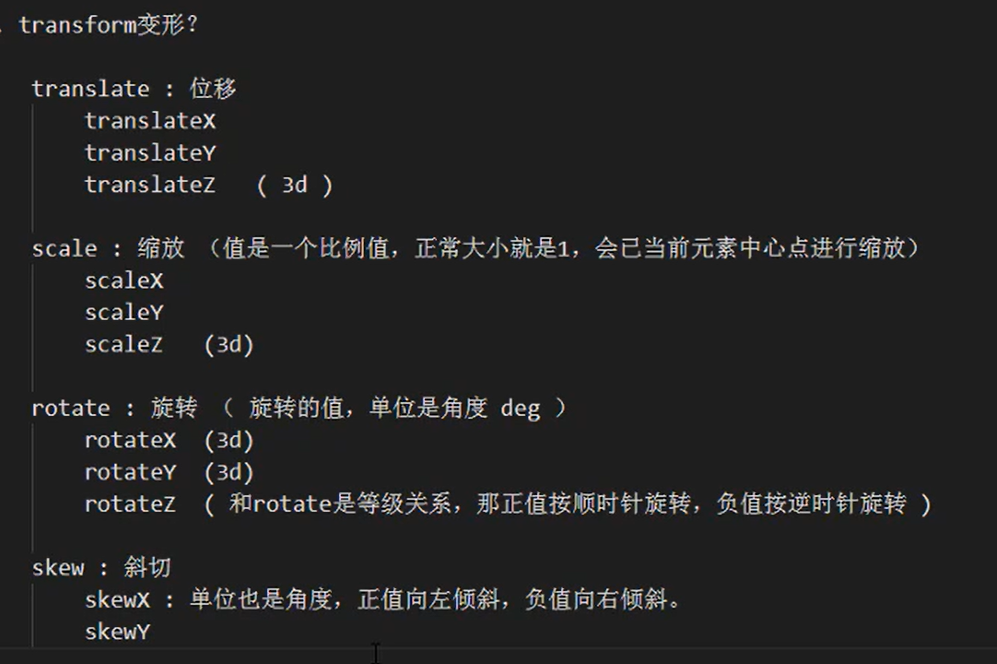 transform变形？
translate : 位移
translateX
translateY
translateZ ( 3d )
scale : 缩放 （值是一个比例值，正常大小就是1，会已当前元素中心点进行缩放）
scaleX
scaleY
scaleZ (3d)
rotate : 旋转 （ 旋转的值，单位是角度 deg ）
rotateX (3d)
rotateY (3d)
rotateZ ( 和rotate是等级关系，那正值按顺时针旋转，负值按逆时针旋转 )
skew : 斜切
skewX : 单位也是角度，正值向左倾斜，负值向右倾斜。
skewY